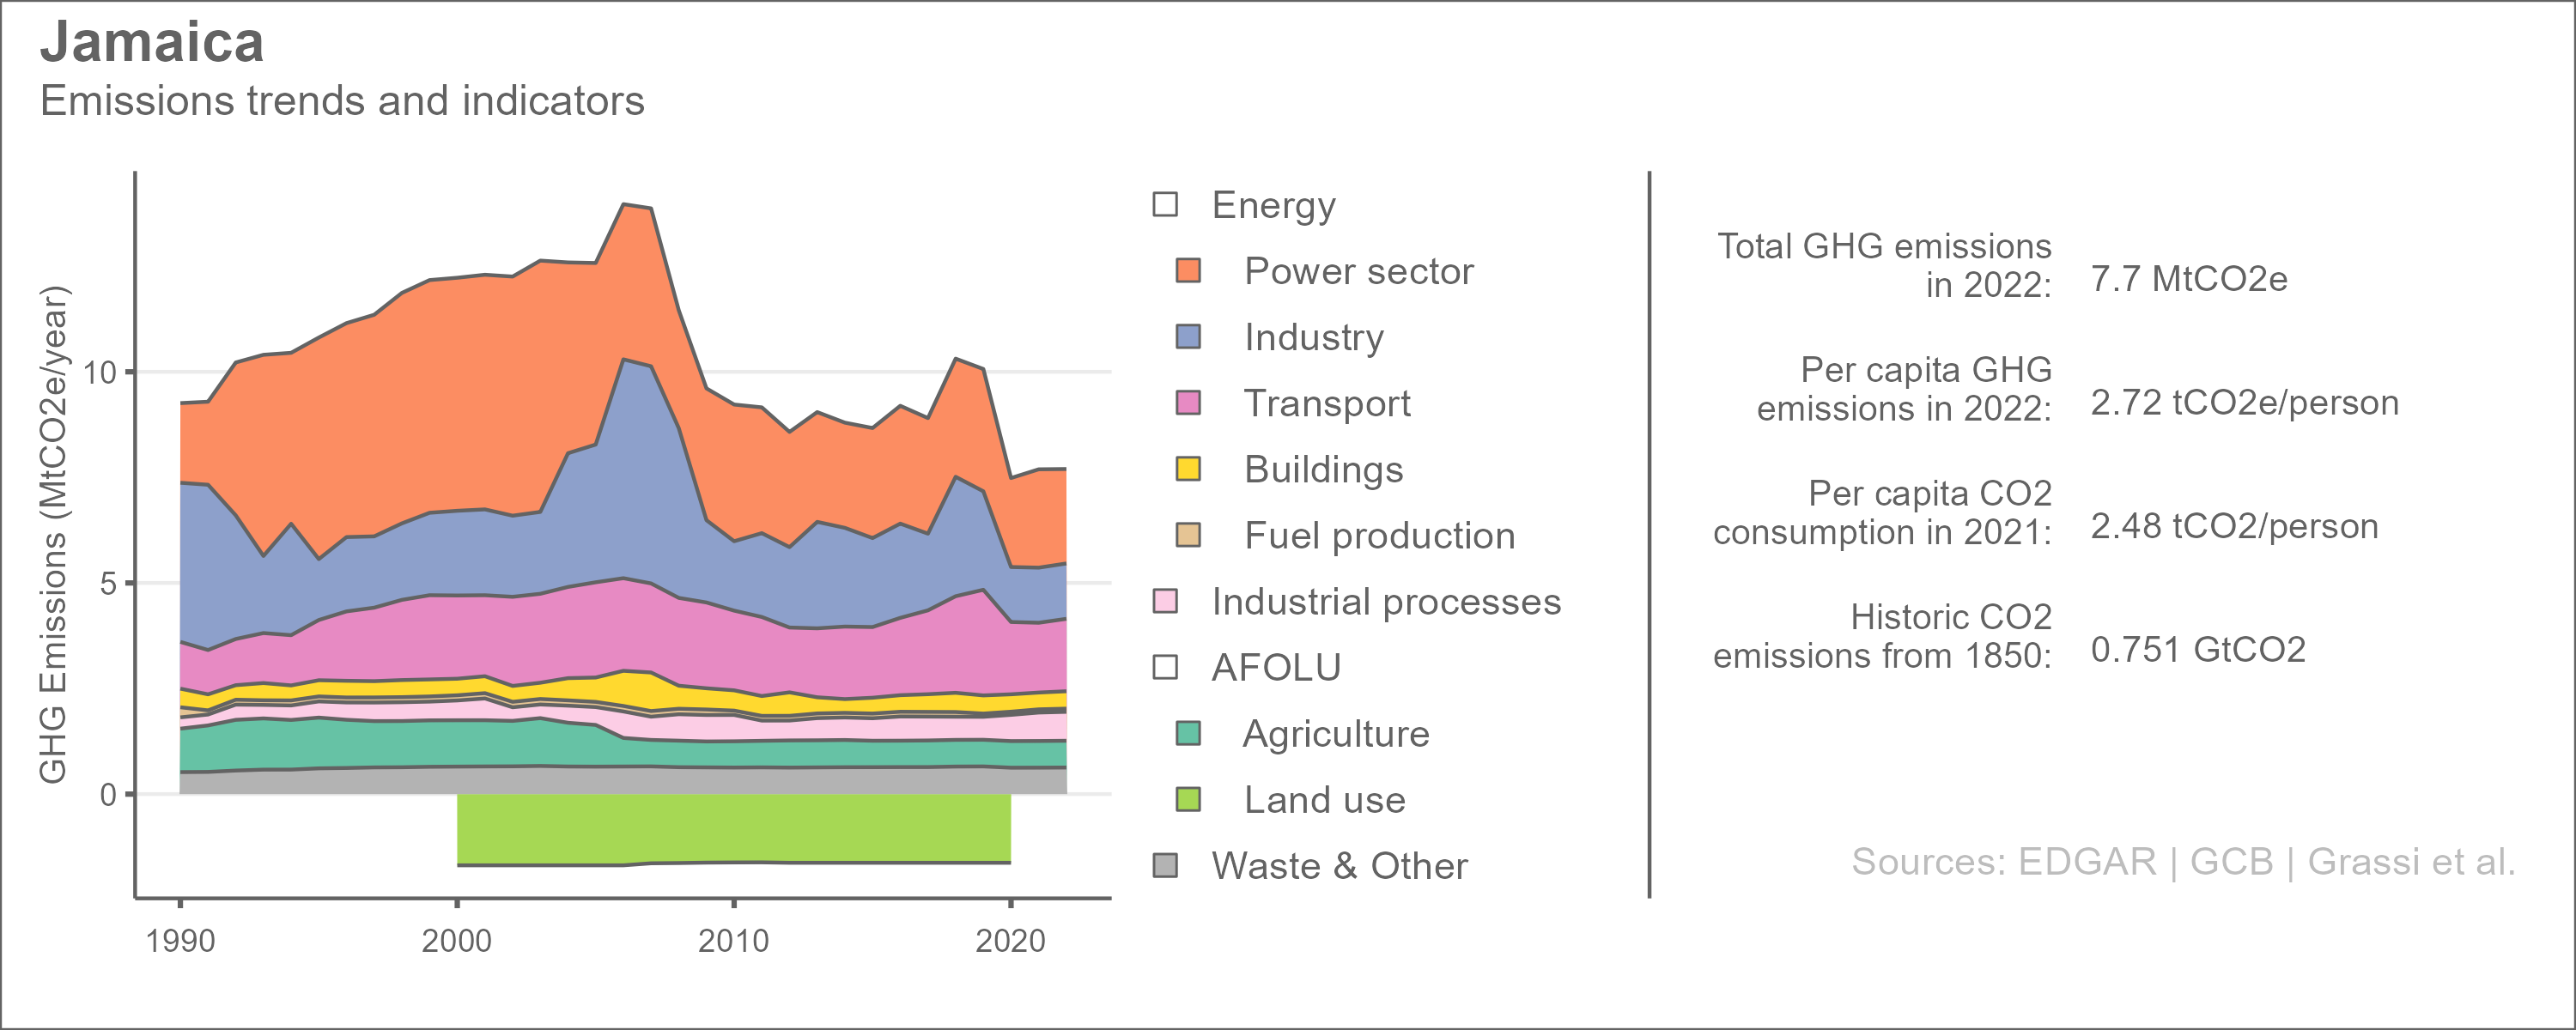 Jamaica
Emissions trends and indicators
GHG Emissions (MtCO2e/year)
10
5
0
1990
2000
2010
2020
Energy
Power sector
Industry
Transport
Buildings
Fuel production
Industrial processes
AFOLU
Agriculture
Land use
Waste & Other
Total GHG emissions
in 2022:
7.7 MtCO2e
Per capita GHG
emissions in 2022:
2.72 tCO2e/person
Per capita CO2
consumption in 2021:
2.48 tCO2/person
Historic CO2
emissions from 1850:
0.751 GtCO2
Sources: EDGAR | GCB | Grassi et al.